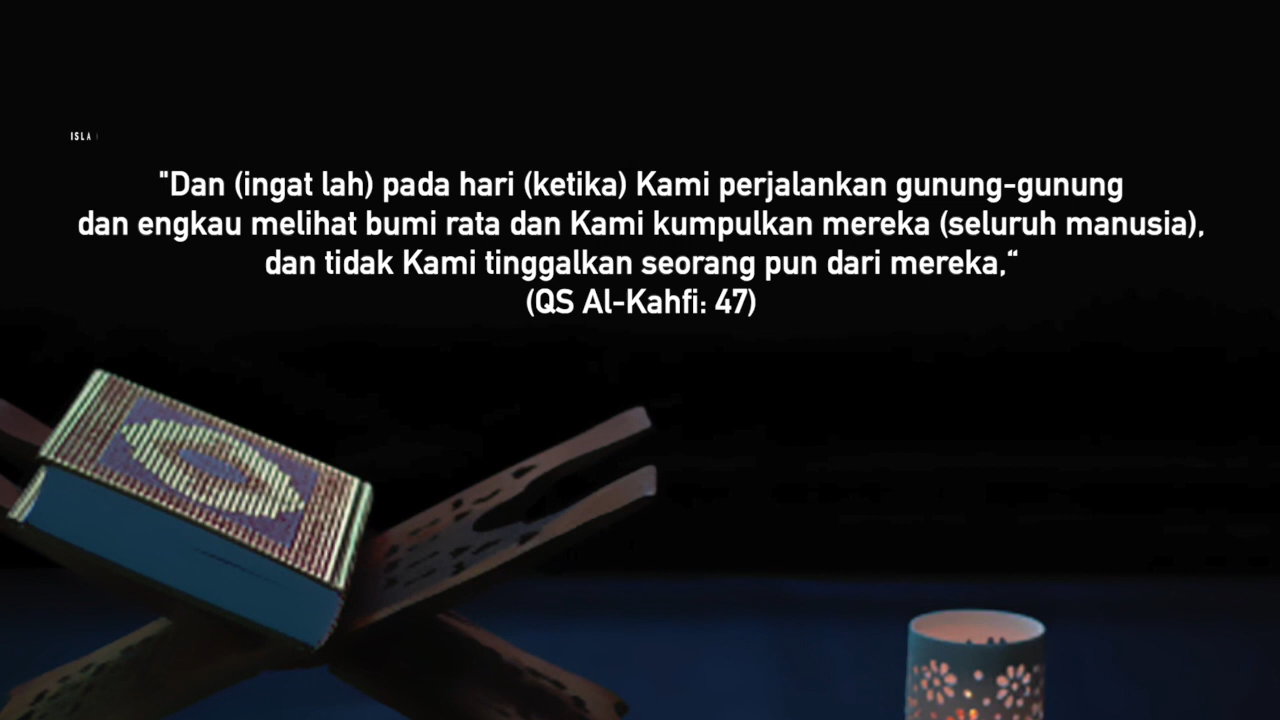 ISLA
"Dan (ingat lah) pada hari (ketika) Kami perjalankan gunung-gunung
dan engkau melihat bumi rata dan Kami kumpulkan mereka (seluruh manusia),
dan tidak Kami tinggalkan seorang pun dari mereka,“
(QS Al-Kahfi: 47)